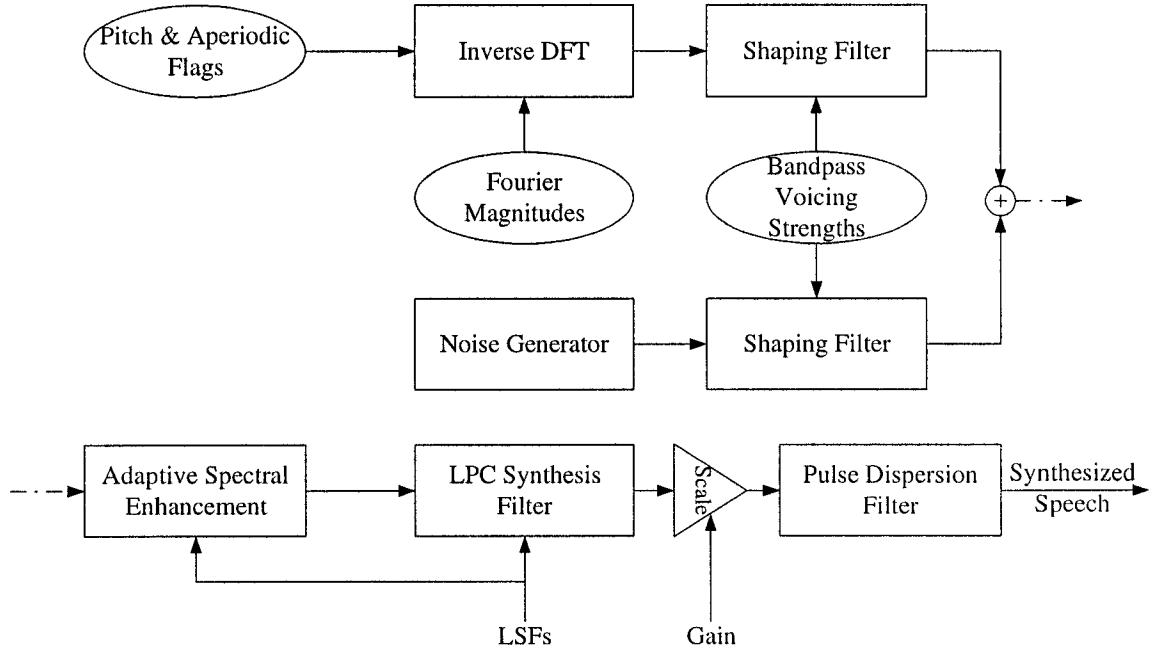 Pitch & Aperiodic
Flags
Inverse DFT
Shaping Filter
Fourier
Magnitudes
Bandpass
Voicing
Strengths
+
Noise Generator
Shaping Filter
Adaptive Spectral
Enhancement
LPC Synthesis
Filter
Scale
Pulse Dispersion
Filter
Synthesized
Speech
LSFs
Gain